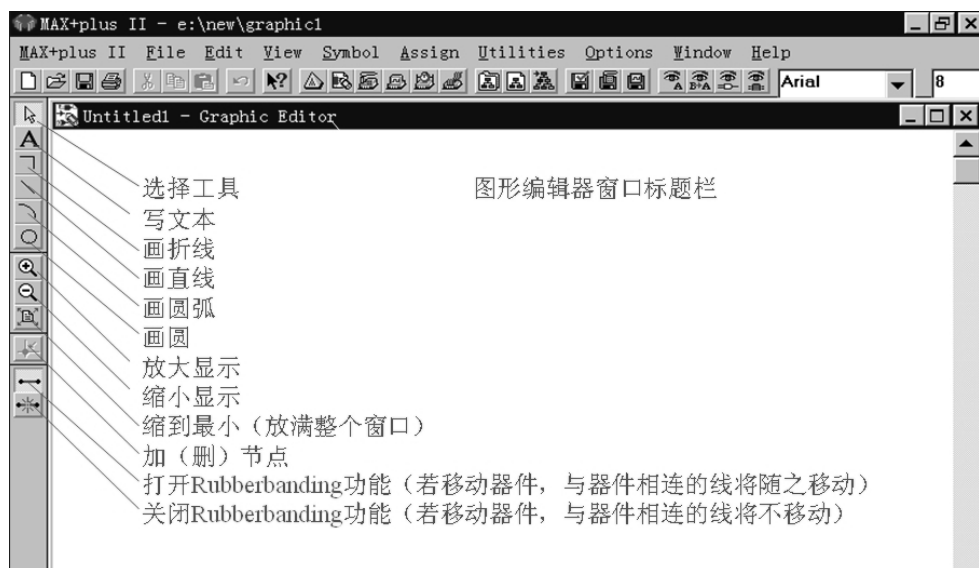 MAX+plus II - e:\new\graphic1
MAX+plus II File Edit View Symbol Assign Utilities Options Window Help
Arial 8
Untitled1 - Graphic Editor
选择工具 图形编辑器窗口标题栏
写文本
画折线
画直线
画圆弧
画圆
放大显示
缩小显示
缩到最小（放满整个窗口）
加（删）节点
打开Rubberbanding功能（若移动器件，与器件相连的线将随之移动）
关闭Rubberbanding功能（若移动器件，与器件相连的线将不移动）